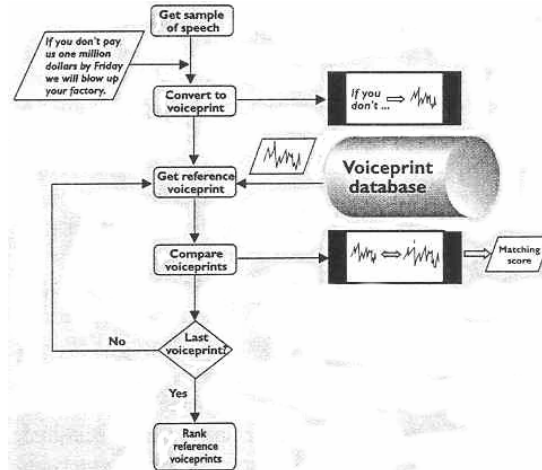 Get sample
of speech
If you don't pay
us one million
dollars by Friday
we will blow up
your factory.
Convert to
voiceprint
If you
don't ...
Get reference
voiceprint
Voiceprint
database
Compare
voiceprints
Matching
score
Last
voiceprint?
No
Yes
Rank
reference
voiceprints